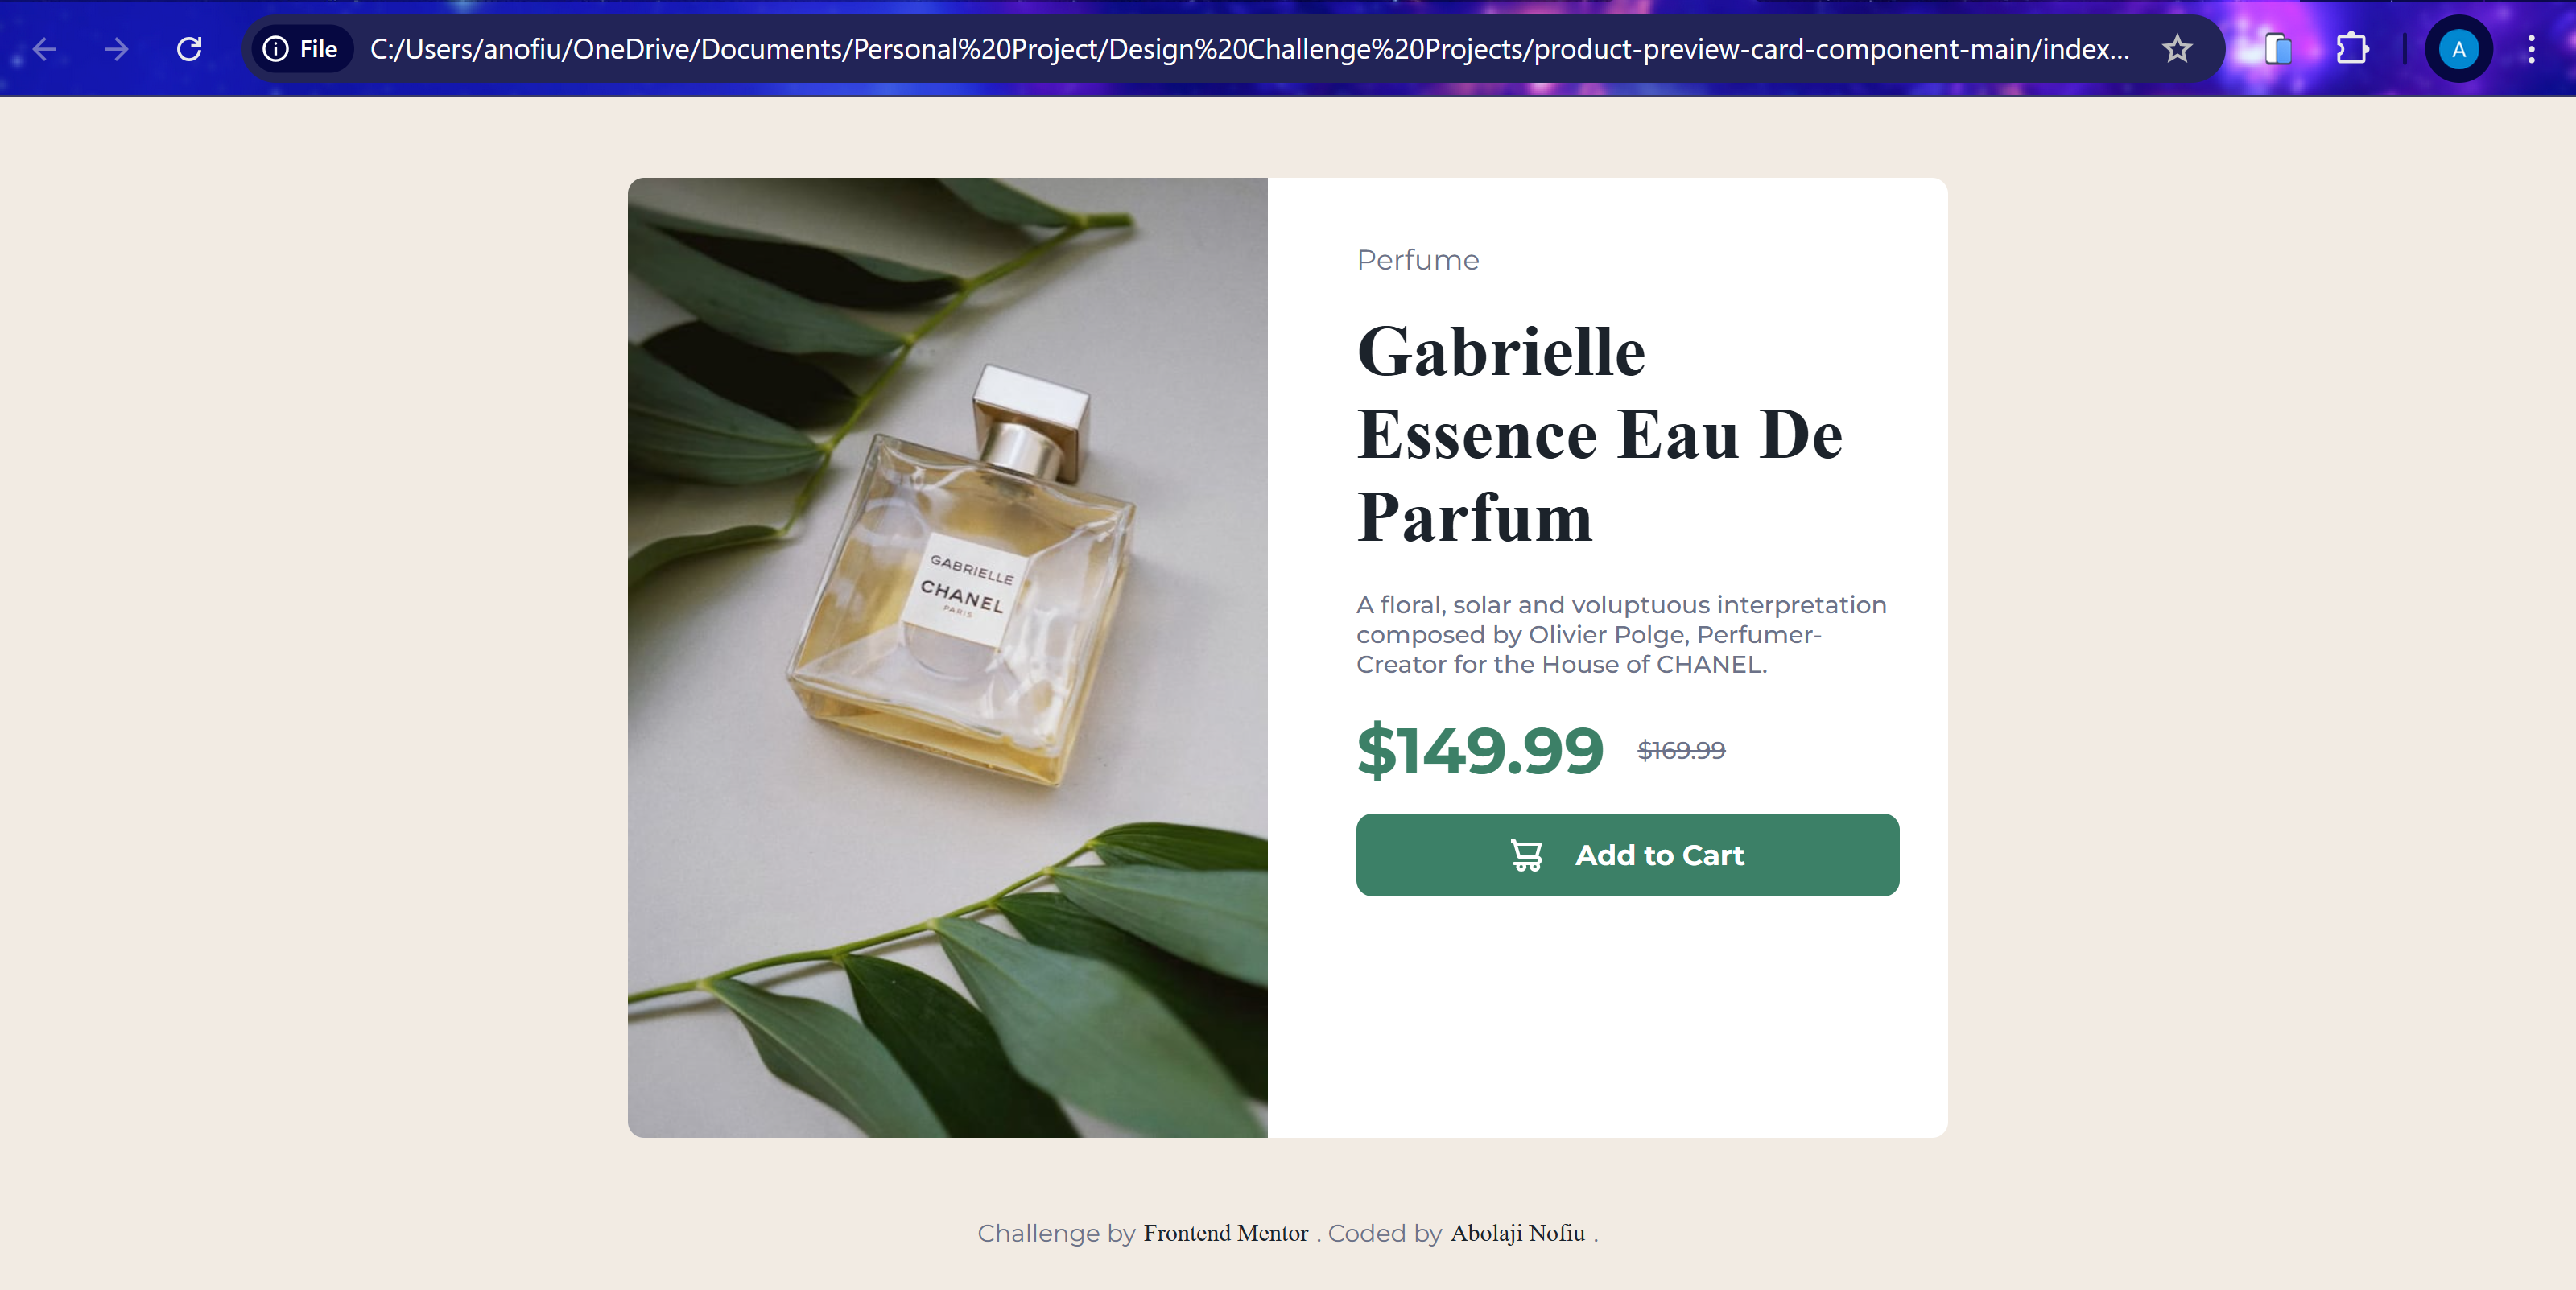 File
C:/Users/anofiu/OneDrive/Documents/Personal%20Project/Design%20Challenge%20Projects/product-preview-card-component-main/index...
A
Perfume
Gabrielle
Essence Eau De
Parfum
A floral, solar and voluptuous interpretation
composed by Olivier Polge, Perfumer-
Creator for the House of CHANEL.
$149.99 $169.99
Add to Cart
GABRIELLE
CHANEL
PARIS
Challenge by Frontend Mentor . Coded by Abolaji Nofiu .